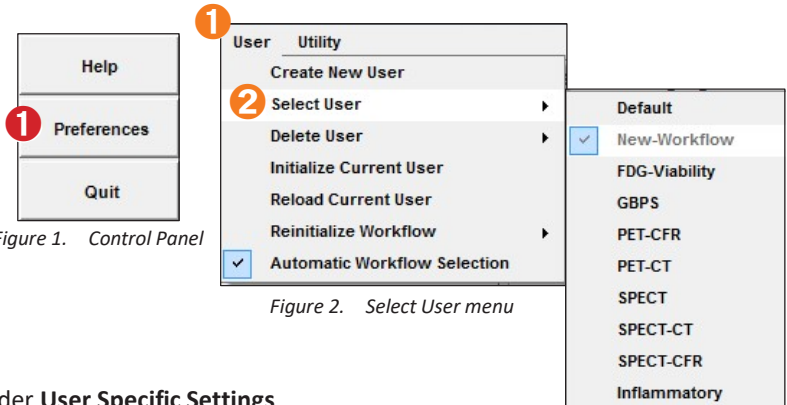 1
User Utility
Help
Create New User
2 Select User
Default
1 Preferences
Delete User
New-Workflow
Initialize Current User
FDG-Viability
Quit
Reload Current User
GBPS
Figure 1. Control Panel
Reinitialize Workflow
PET-CFR
Automatic Workflow Selection
PET-CT
Figure 2. Select User menu
SPECT
SPECT-CT
SPECT-CFR
User Specific Settings
Inflammatory